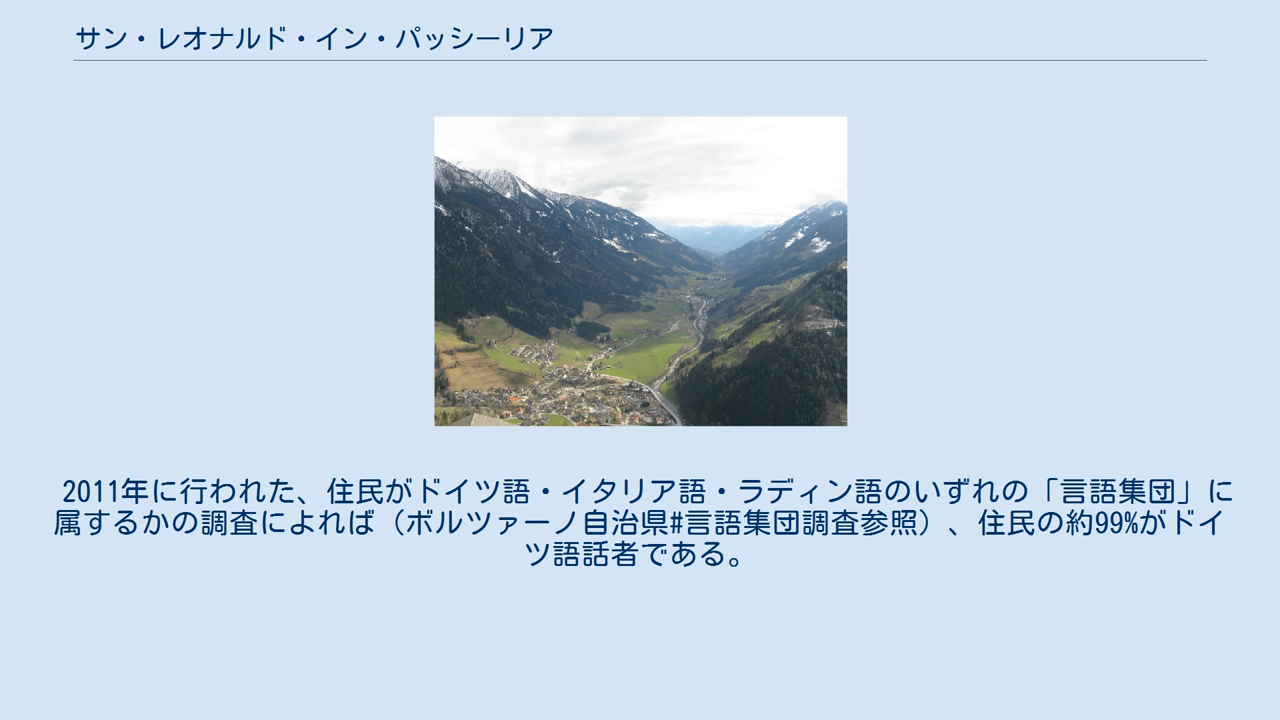 サン・レオナルド・イン・パッシーリア
2011年に行われた、住民がドイツ語・イタリア語・ラディン語のいずれの「言語集団」に
属するかの調査によれば（ボルツァーノ自治県#言語集団調査参照）、住民の約99%がドイ
ツ語話者である。